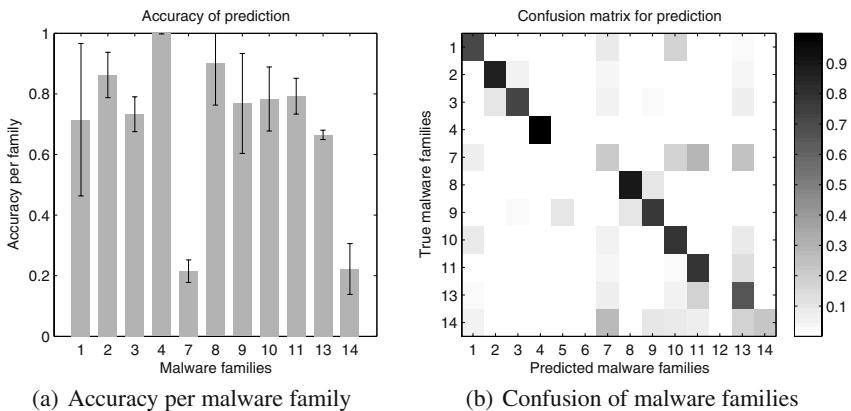 Accuracy of prediction
1
0.8
0.6
0.4
0.2
0
Accuracy per family
1 2 3 4 7 8 9 10 11 13 14
Malware families
(a) Accuracy per malware family
Confusion matrix for prediction
1
2
3
4
7
8
9
10
11
13
14
True malware families
1 2 3 4 5 6 7 8 9 10 11 12 13 14
Predicted malware families
0.9
0.8
0.7
0.6
0.5
0.4
0.3
0.2
0.1
(b) Confusion of malware families